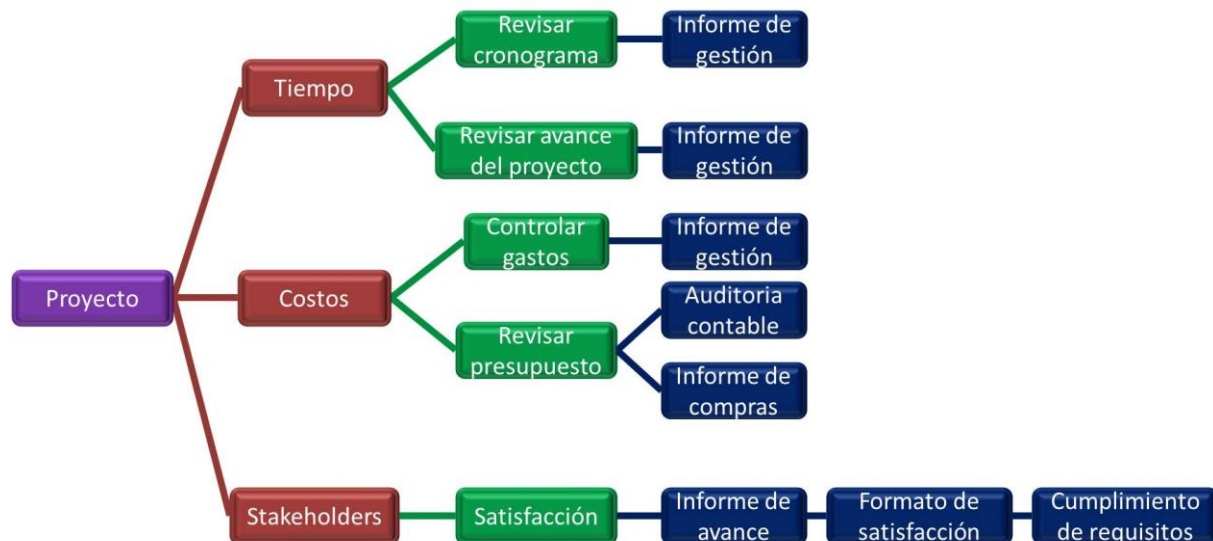 Revisar
cronograma
Informe de
gestión
Tiempo
Revisar avance
del proyecto
Informe de
gestión
Controlar
gastos
Informe de
gestión
Proyecto
Costos
Auditoria
contable
Revisar
presupuesto
Informe de
compras
Stakeholders
Satisfacción
Informe de
avance
Formato de
satisfacción
Cumplimiento
de requisitos